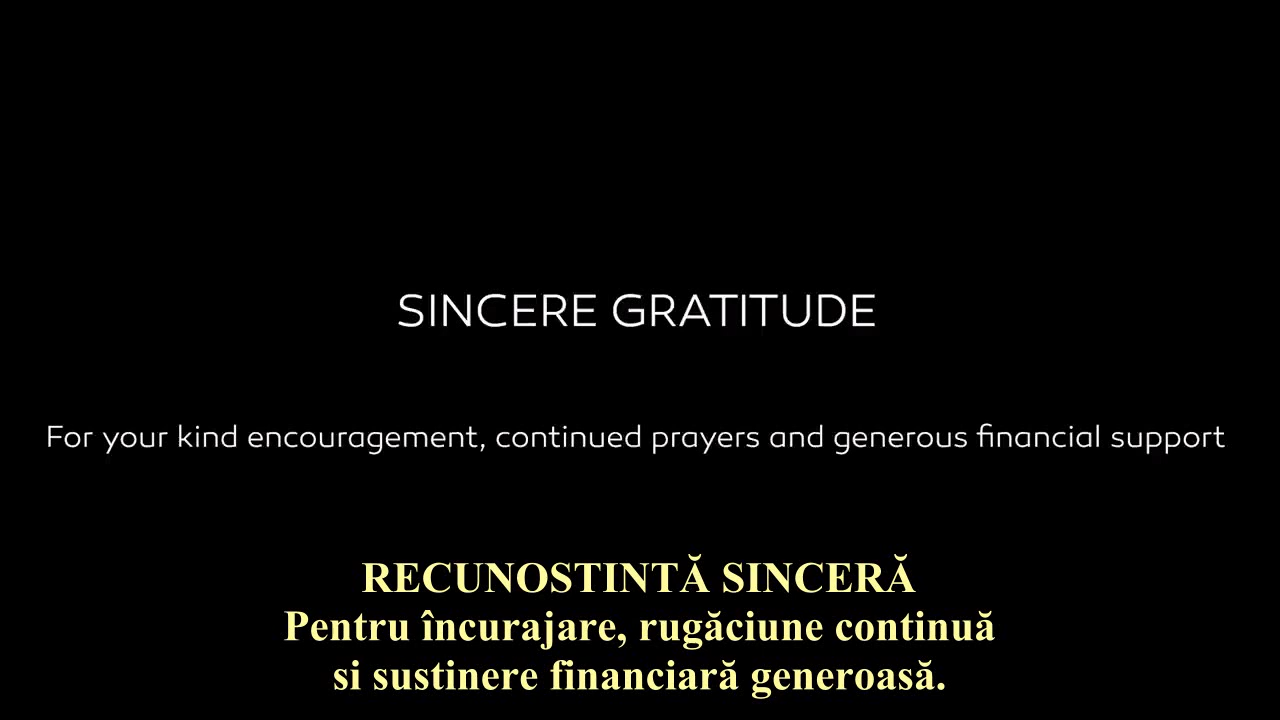 SINCERE GRATITUDE
For your kind encouragement, continued prayers and generous financial support
RECUNOSTINTĂ SINCERĂ
Pentru încurajare, rugăciune continuă
si sustinere financiară generoasă.